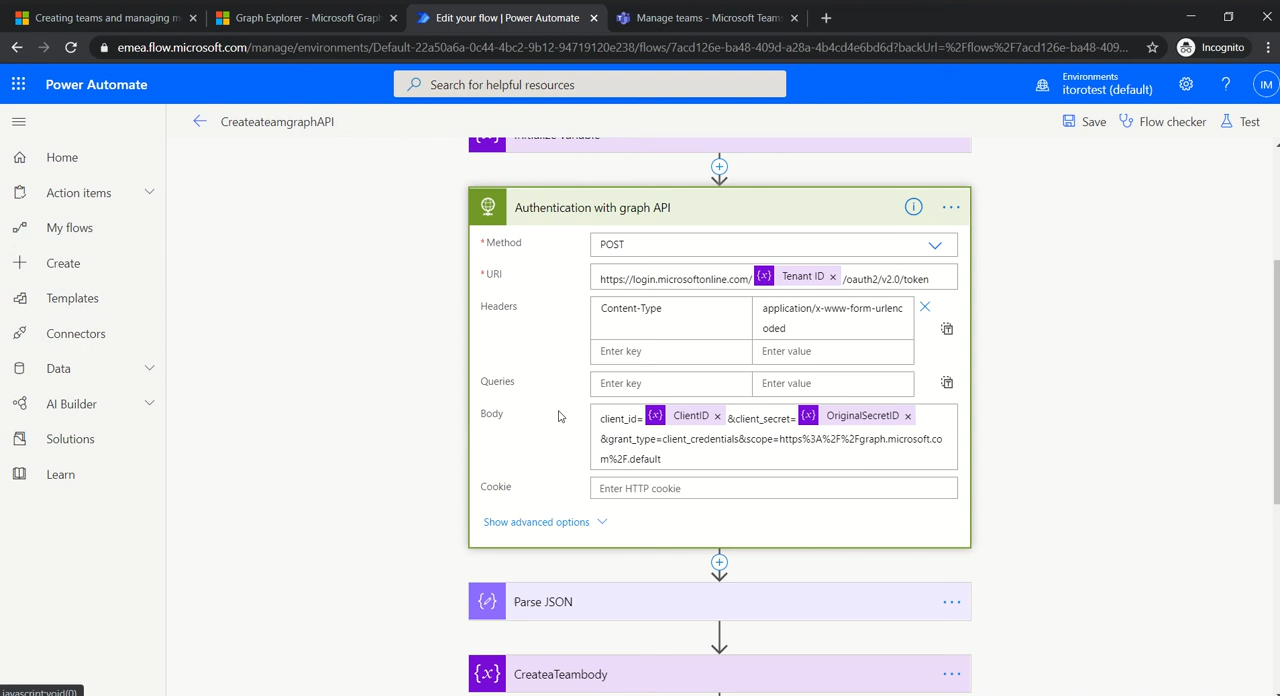 Creating teams and managing m
Graph Explorer - Microsoft Graph
Edit your flow | Power Automate
Manage teams - Microsoft Teams
emea.flow.microsoft.com/manage/environments/Default-22a50a6a-0c44-4bc2-9b12-94719120e238/flows/7acd126e-ba48-409d-a28a-4b4cd4e6bd6d?backUrl=%2Fflows%2F7acd126e-ba48-409...
Incognito
Power Automate
Search for helpful resources
Environments
itorotest (default)
IM
CreateateamgraphAPI
Save
Flow checker
Test
Home
Action items
My flows
Create
Templates
Connectors
Data
AI Builder
Solutions
Learn
Initialize variable
Authentication with graph API
* Method
POST
* URI
https://login.microsoftonline.com/ {x} Tenant ID × /oauth2/v2.0/token
Headers
Content-Type
application/x-www-form-urlenc
oded
Enter key
Enter value
Queries
Enter key
Enter value
Body
client_id= {x} ClientID × &client_secret= {x} OriginalSecretID ×
&grant_type=client_credentials&scope=https%3A%2F%2Fgraph.microsoft.co
m%2F.default
Cookie
Enter HTTP cookie
Show advanced options
Parse JSON
{x} CreateaTeambody
javascript:void(0)